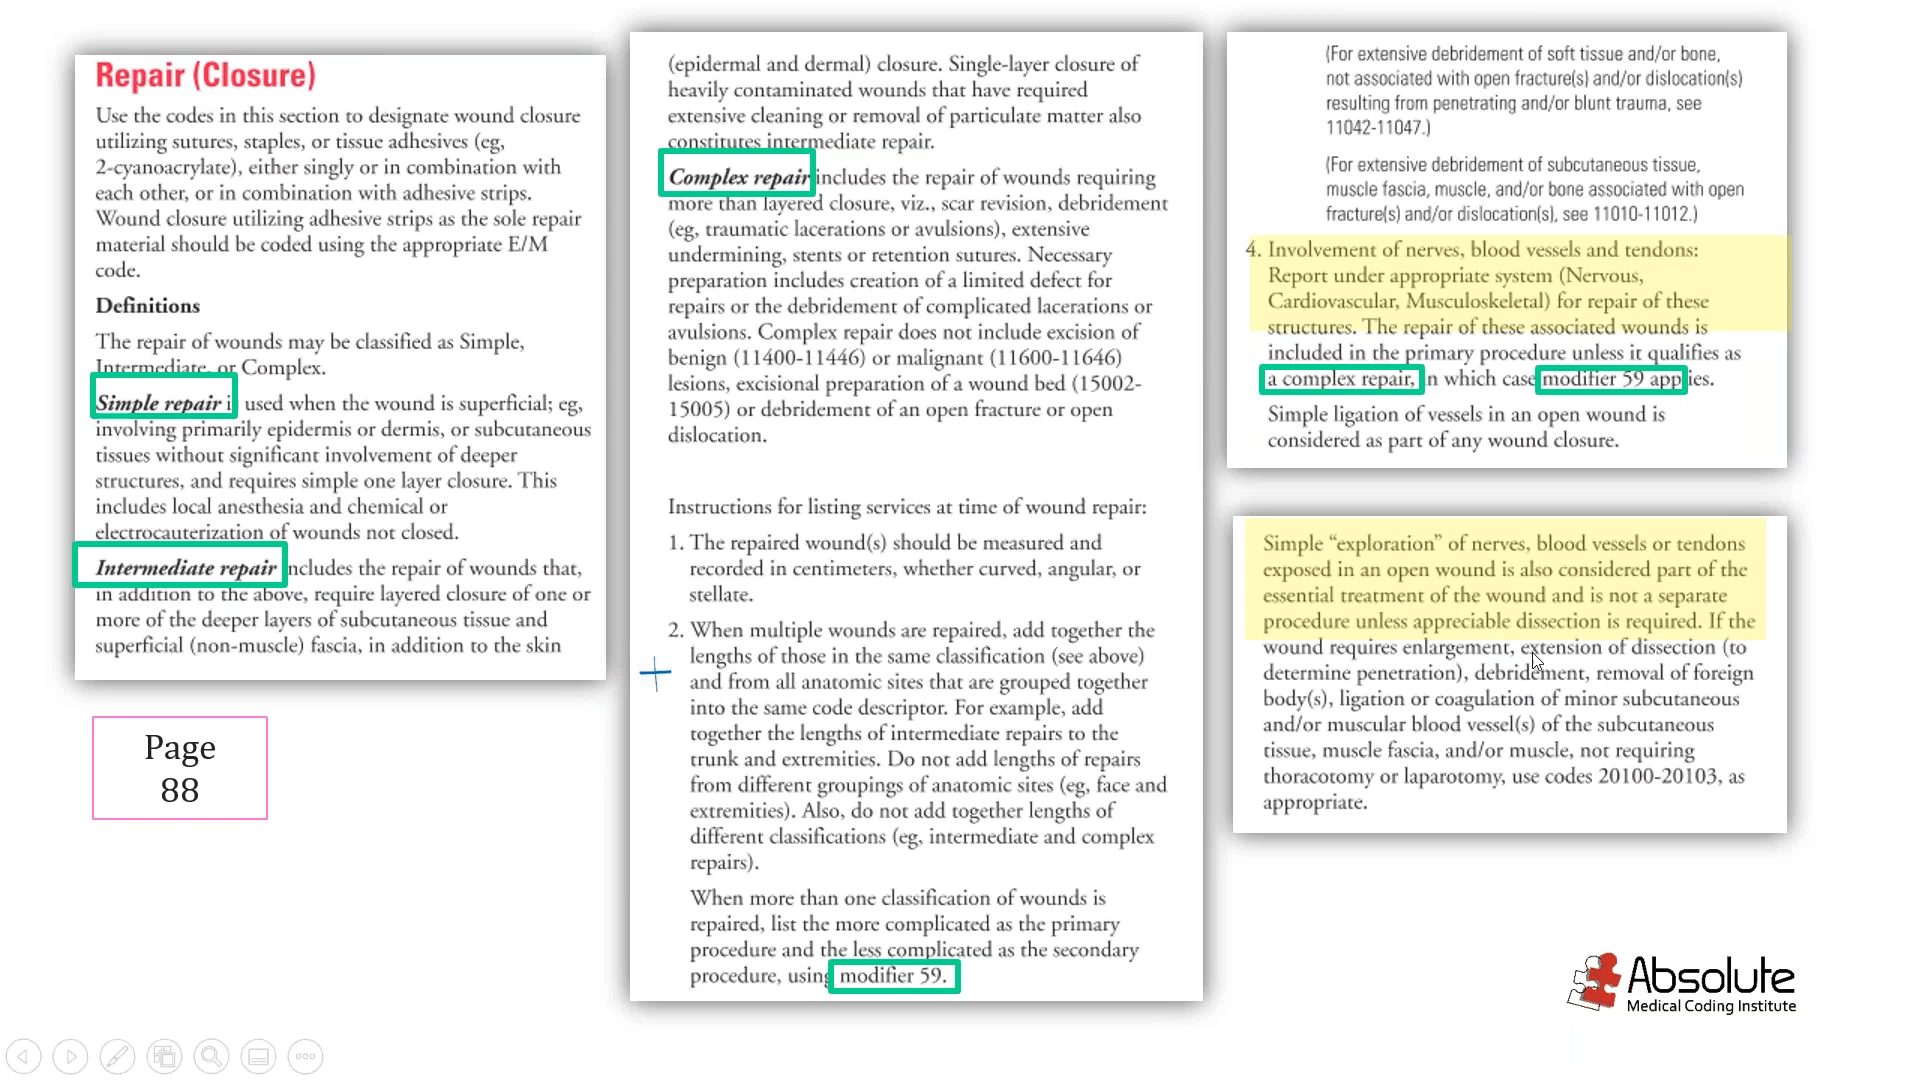 Repair (Closure)
Use the codes in this section to designate wound closure
utilizing sutures, staples, or tissue adhesives (eg,
2-cyanoacrylate), either singly or in combination with
each other, or in combination with adhesive strips.
Wound closure utilizing adhesive strips as the sole repair
material should be coded using the appropriate E/M
code.
Definitions
The repair of wounds may be classified as Simple,
Intermediate, or Complex.
Simple repair is used when the wound is superficial; eg,
involving primarily epidermis or dermis, or subcutaneous
tissues without significant involvement of deeper
structures, and requires simple one layer closure. This
includes local anesthesia and chemical or
electrocauterization of wounds not closed.
Intermediate repair includes the repair of wounds that,
in addition to the above, require layered closure of one or
more of the deeper layers of subcutaneous tissue and
superficial (non-muscle) fascia, in addition to the skin
Page
88
(epidermal and dermal) closure. Single-layer closure of
heavily contaminated wounds that have required
extensive cleaning or removal of particulate matter also
constitutes intermediate repair.
Complex repair includes the repair of wounds requiring
more than layered closure, viz., scar revision, debridement
(eg, traumatic lacerations or avulsions), extensive
undermining, stents or retention sutures. Necessary
preparation includes creation of a limited defect for
repairs or the debridement of complicated lacerations or
avulsions. Complex repair does not include excision of
benign (11400-11446) or malignant (11600-11646)
lesions, excisional preparation of a wound bed (15002-
15005) or debridement of an open fracture or open
dislocation.
Instructions for listing services at time of wound repair:
1. The repaired wound(s) should be measured and
recorded in centimeters, whether curved, angular, or
stellate.
2. When multiple wounds are repaired, add together the
lengths of those in the same classification (see above)
and from all anatomic sites that are grouped together
into the same code descriptor. For example, add
together the lengths of intermediate repairs to the
trunk and extremities. Do not add lengths of repairs
from different groupings of anatomic sites (eg, face and
extremities). Also, do not add together lengths of
different classifications (eg, intermediate and complex
repairs).
When more than one classification of wounds is
repaired, list the more complicated as the primary
procedure and the less complicated as the secondary
procedure, using modifier 59.
(For extensive debridement of soft tissue and/or bone,
not associated with open fracture(s) and/or dislocation(s)
resulting from penetrating and/or blunt trauma, see
11042-11047.)
(For extensive debridement of subcutaneous tissue,
muscle fascia, muscle, and/or bone associated with open
fracture(s) and/or dislocation(s), see 11010-11012.)
4. Involvement of nerves, blood vessels and tendons:
Report under appropriate system (Nervous,
Cardiovascular, Musculoskeletal) for repair of these
structures. The repair of these associated wounds is
included in the primary procedure unless it qualifies as
a complex repair, in which case modifier 59 applies.
Simple ligation of vessels in an open wound is
considered as part of any wound closure.
Simple “exploration” of nerves, blood vessels or tendons
exposed in an open wound is also considered part of the
essential treatment of the wound and is not a separate
procedure unless appreciable dissection is required. If the
wound requires enlargement, extension of dissection (to
determine penetration), debridement, removal of foreign
body(s), ligation or coagulation of minor subcutaneous
and/or muscular blood vessel(s) of the subcutaneous
tissue, muscle fascia, and/or muscle, not requiring
thoracotomy or laparotomy, use codes 20100-20103, as
appropriate.
Absolute
Medical Coding Institute